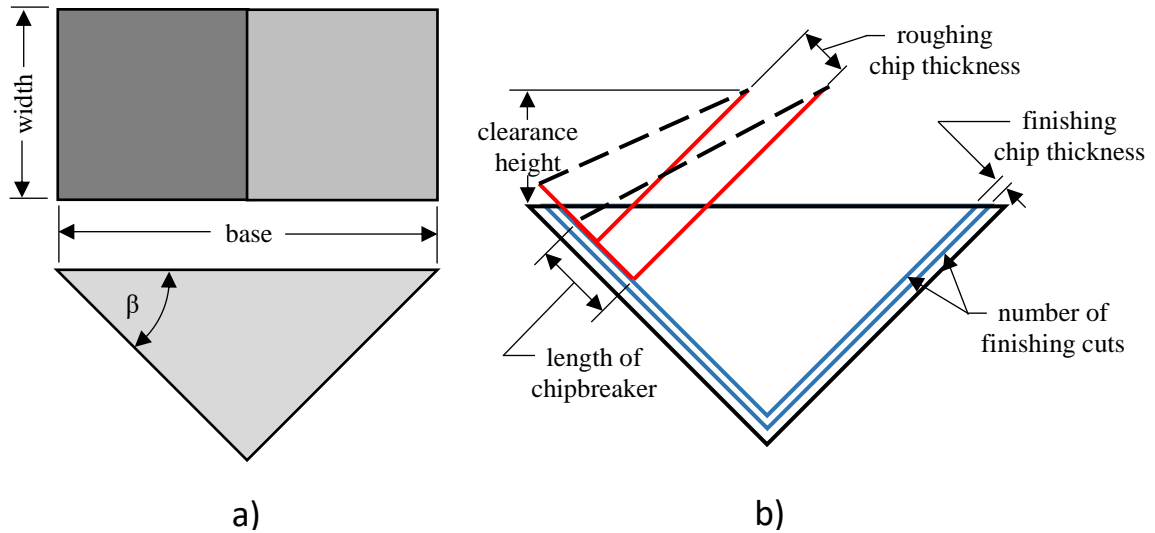 width
base
β
a)
roughing
chip thickness
clearance
height
finishing
chip thickness
length of
chipbreaker
number of
finishing cuts
b)